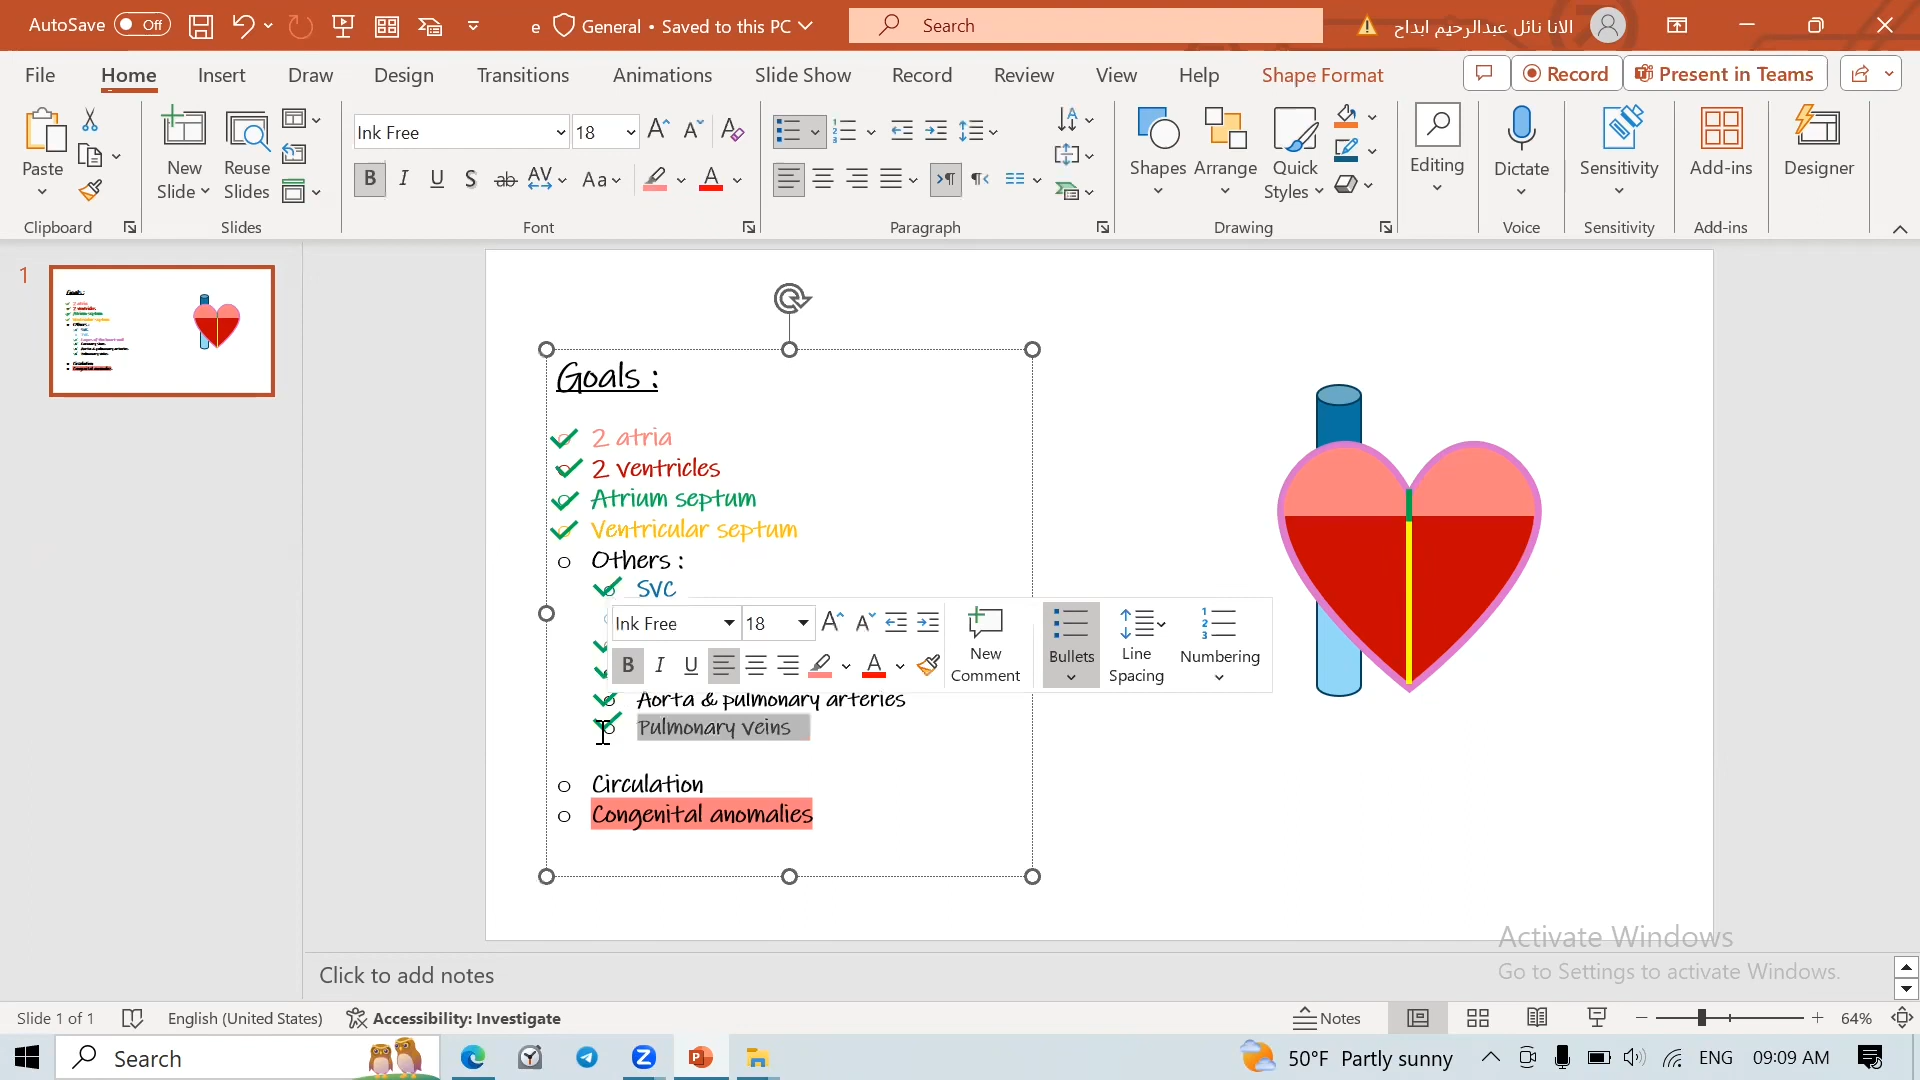 AutoSave Off e General • Saved to this PC Search الانا نائل عبدالرحيم ابداح
File Home Insert Draw Design Transitions Animations Slide Show Record Review View Help Shape Format Record Present in Teams
Paste
New Slide
Reuse Slides
Ink Free 18
B I U S ab AV Aa A
Shapes
Arrange
Quick Styles
Editing
Dictate
Sensitivity
Add-ins
Designer
Clipboard Slides Font Paragraph Drawing Voice Sensitivity Add-ins
1
Goals :
2 atria
2 ventricles
Atrium septum
Ventricular septum
Others :
SVC
Ink Free 18
B I U A
New Comment
Bullets
Line Spacing
Numbering
Aorta & pulmonary arteries
Pulmonary veins
Circulation
Congenital anomalies
Activate Windows
Go to Settings to activate Windows.
Click to add notes
Slide 1 of 1 English (United States) Accessibility: Investigate Notes 64%
Search 50°F Partly sunny ENG 09:09 AM